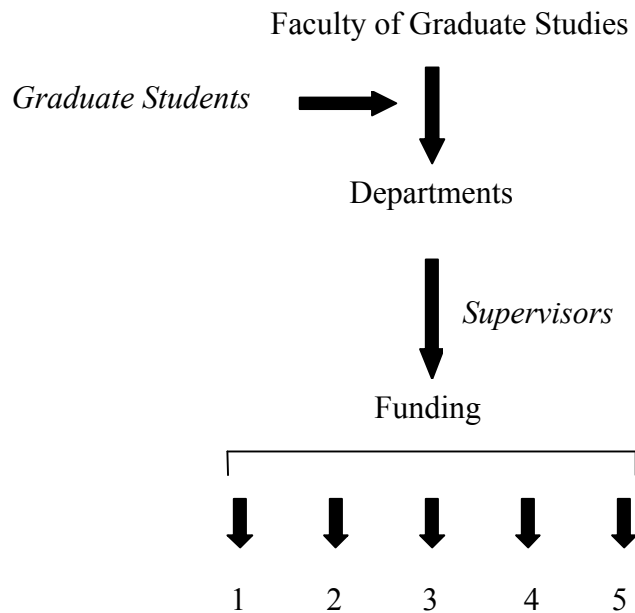 Faculty of Graduate Studies
Graduate Students
Departments
Supervisors
Funding
1 2 3 4 5